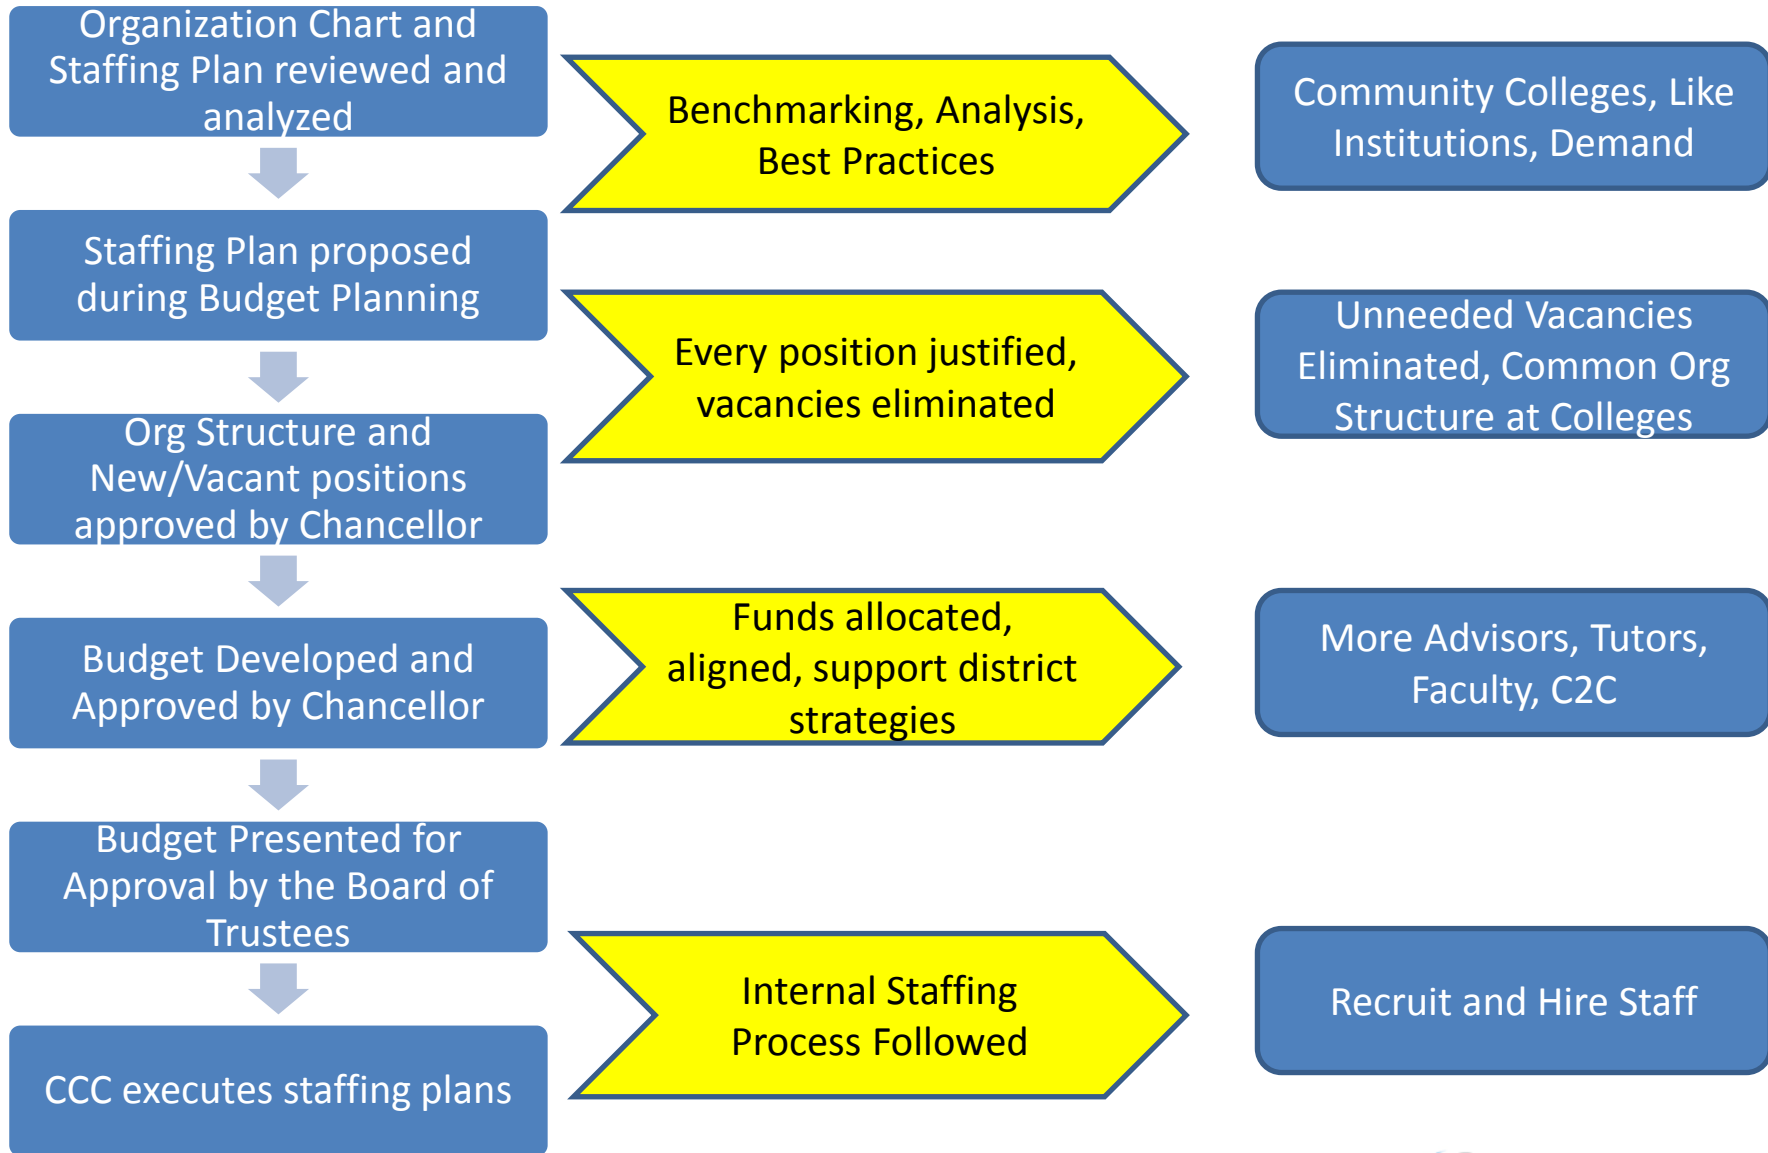 Organization Chart and
Staffing Plan reviewed and
analyzed
Benchmarking, Analysis,
Best Practices
Community Colleges, Like
Institutions, Demand
Staffing Plan proposed
during Budget Planning
Every position justified,
vacancies eliminated
Unneeded Vacancies
Eliminated, Common Org
Structure at Colleges
Org Structure and
New/Vacant positions
approved by Chancellor
Budget Developed and
Approved by Chancellor
Funds allocated,
aligned, support district
strategies
More Advisors, Tutors,
Faculty, C2C
Budget Presented for
Approval by the Board of
Trustees
Internal Staffing
Process Followed
Recruit and Hire Staff
CCC executes staffing plans